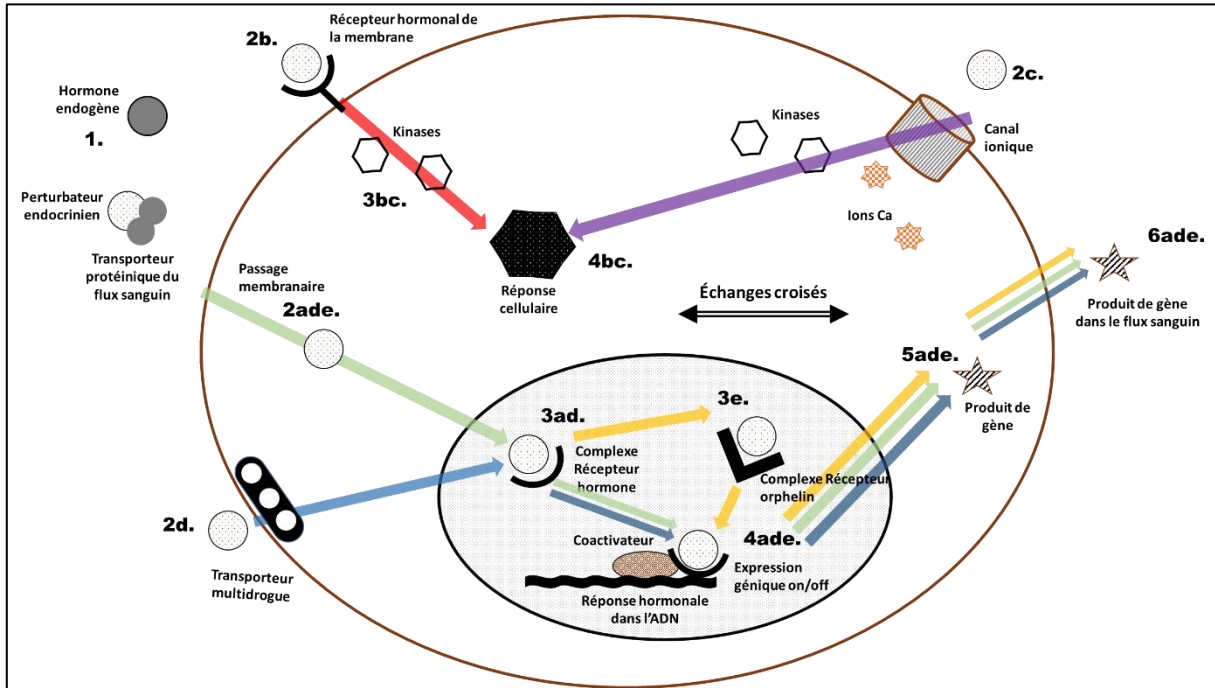 2b.
Récepteur hormonal de
la membrane
2c.
Hormone
endogène
1.
Kinases
Kinases
Canal
ionique
3bc.
Perturbateur
endocrinien
Ions Ca
6ade.
4bc.
Transporteur
protéinique du
flux sanguin
Passage
membranaire
2ade.
Réponse
cellulaire
Échanges croisés
Produit de gène
dans le flux sanguin
5ade.
3ad.
3e.
Produit de
gène
Complexe
Récepteur
hormone
Complexe Récepteur
orphelin
2d.
4ade.
Coactivateur
Expression
génique on/off
Transporteur
multidrogue
Réponse hormonale
dans l'ADN